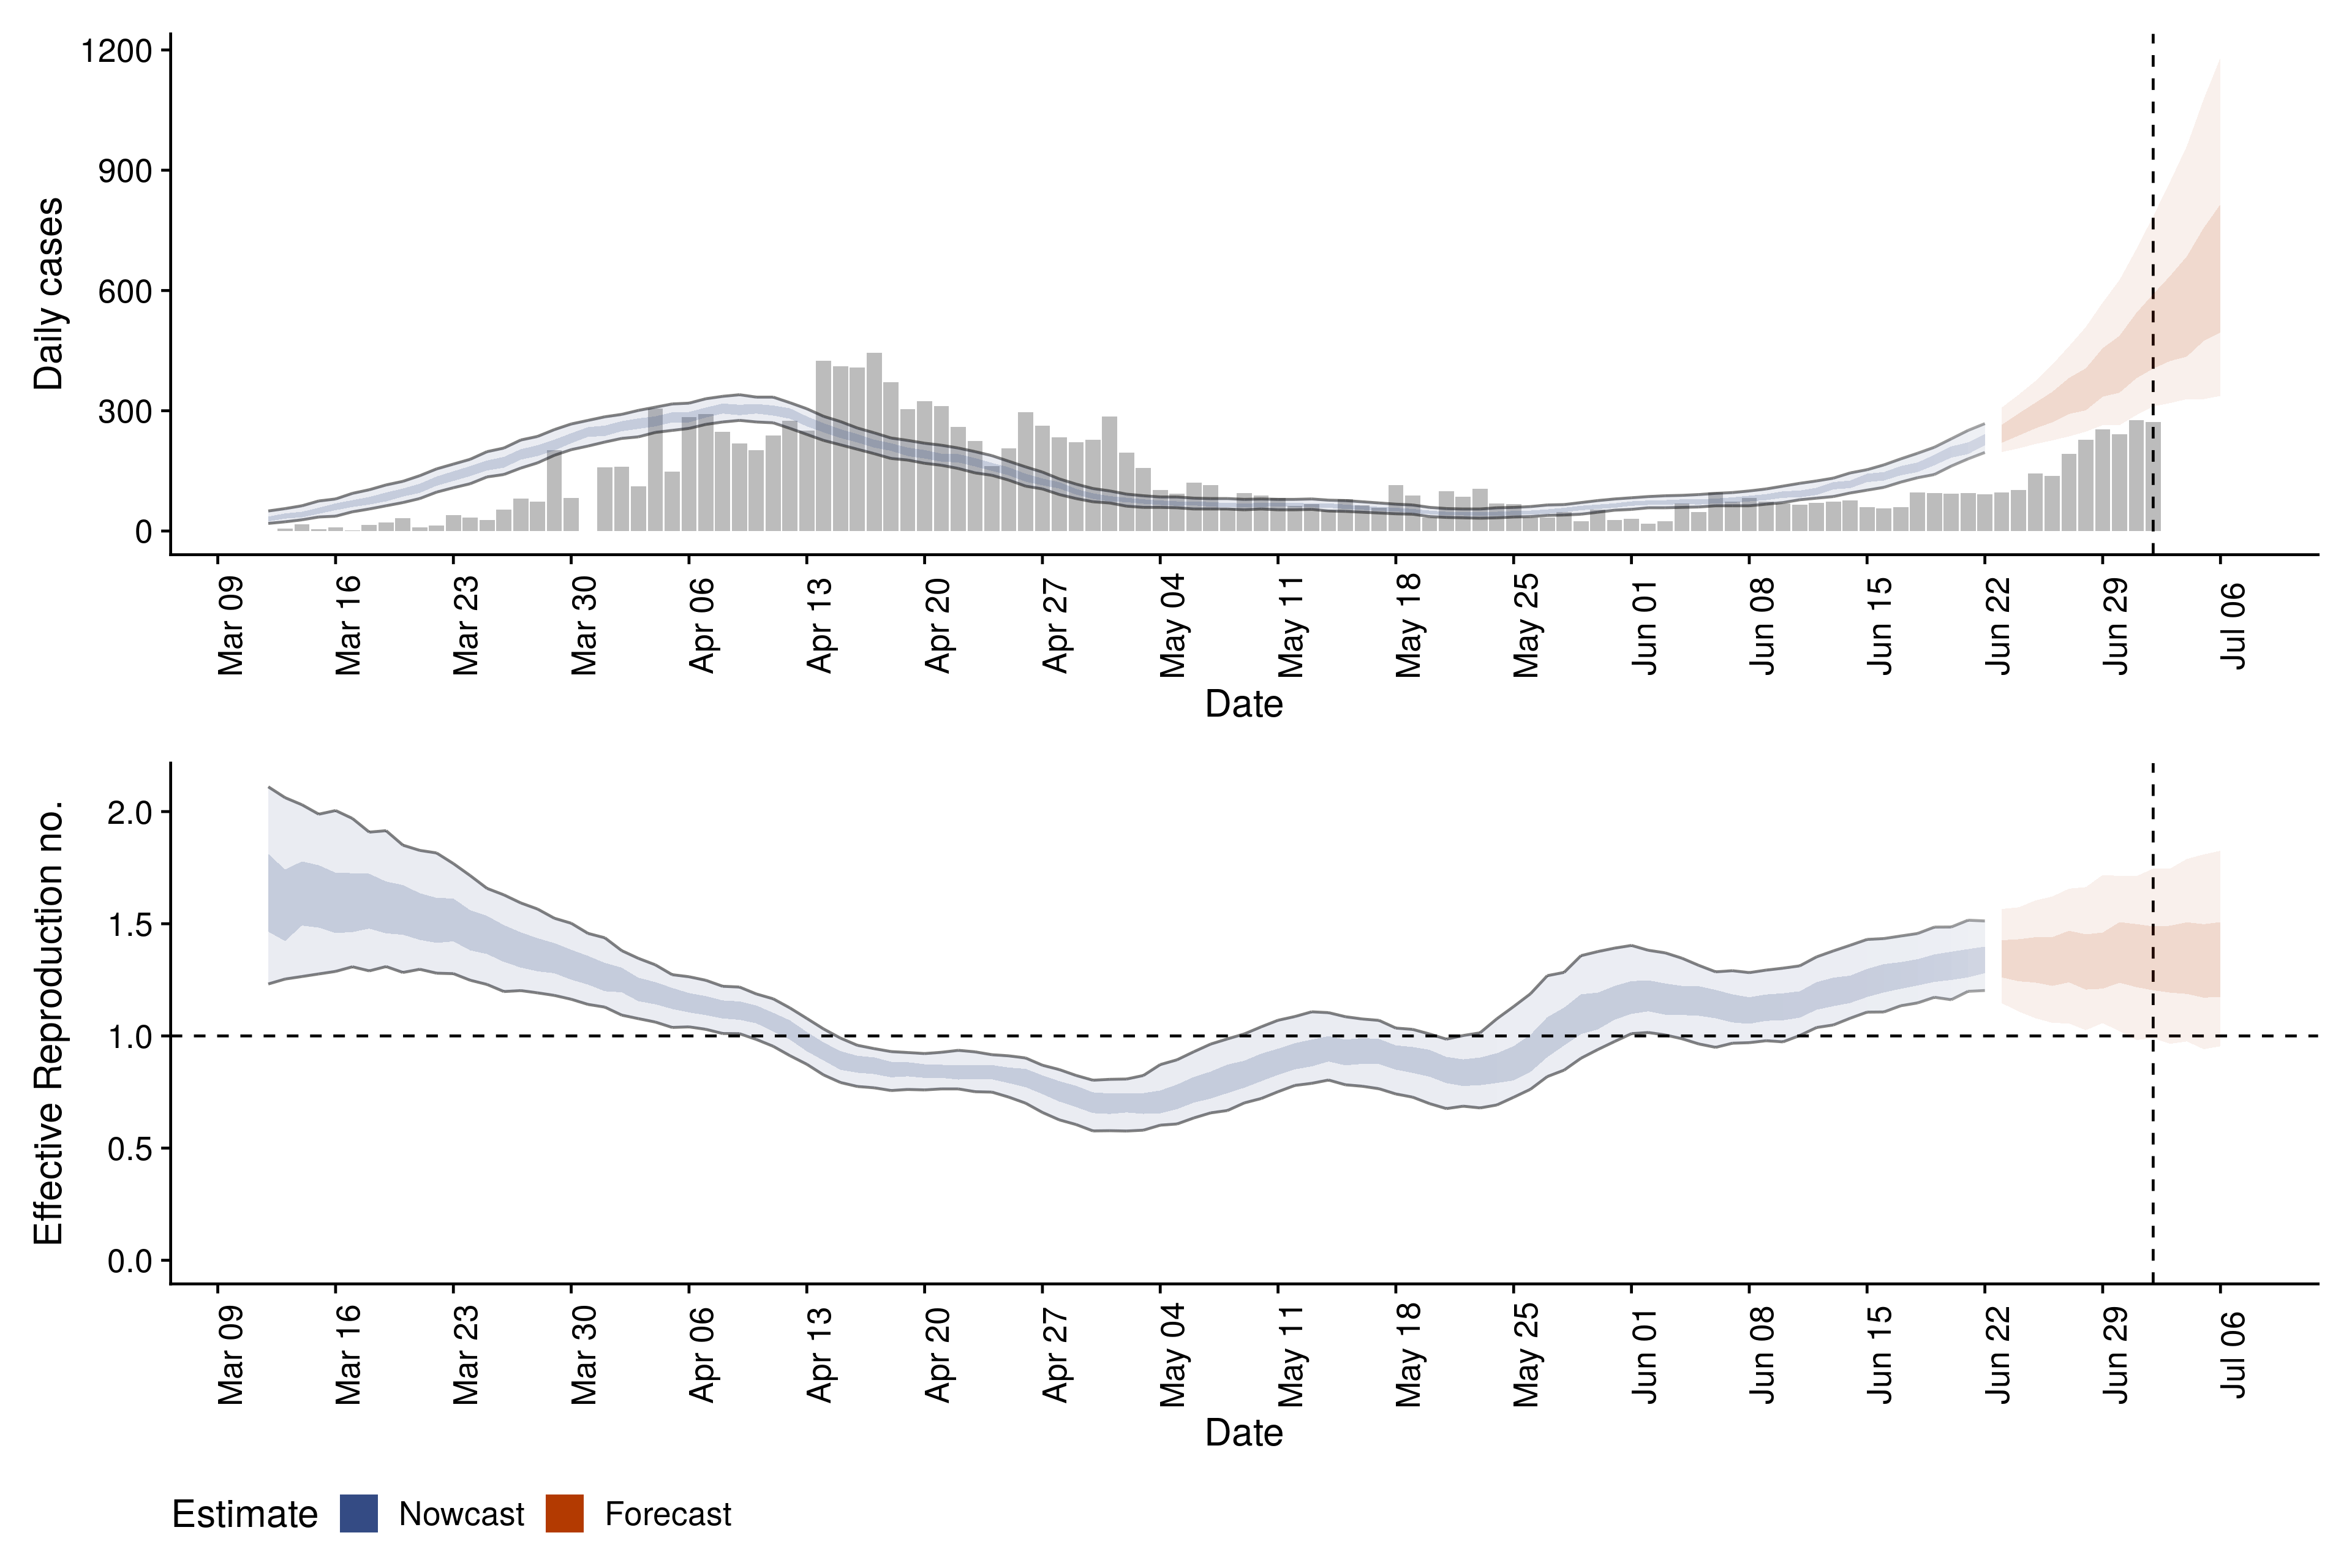 Daily cases
1200
900
600
300
0
Mar 09
Mar 16
Mar 23
Mar 30
Apr 06
Apr 13
Apr 20
Apr 27
May 04
May 11
May 18
May 25
Jun 01
Jun 08
Jun 15
Jun 22
Jun 29
Jul 06
Date
Effective Reproduction no.
2.0
1.5
1.0
0.5
0.0
Mar 09
Mar 16
Mar 23
Mar 30
Apr 06
Apr 13
Apr 20
Apr 27
May 04
May 11
May 18
May 25
Jun 01
Jun 08
Jun 15
Jun 22
Jun 29
Jul 06
Date
Estimate Nowcast Forecast